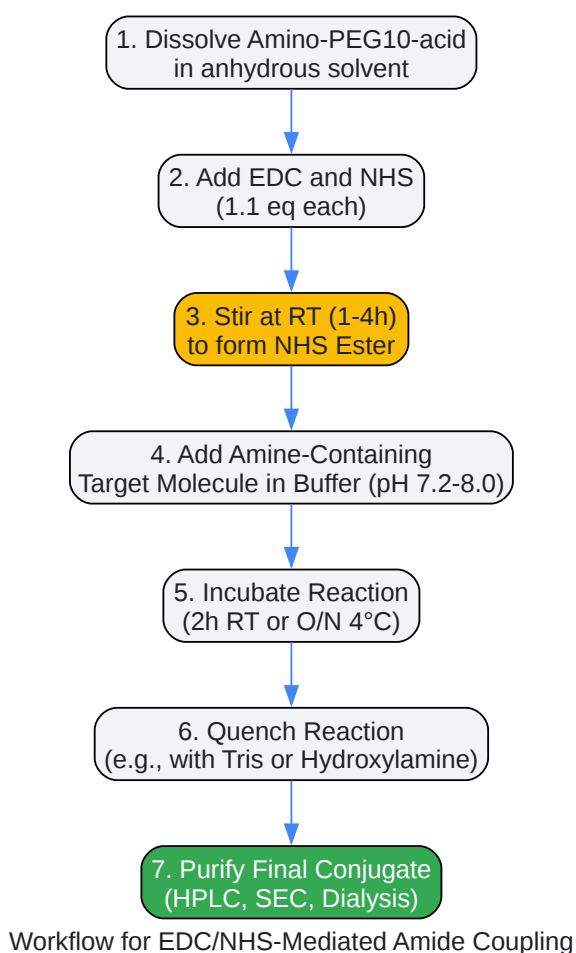 1. Dissolve Amino-PEG10-acid
in anhydrous solvent
2. Add EDC and NHS
(1.1 eq each)
3. Stir at RT (1-4h)
to form NHS Ester
4. Add Amine-Containing
Target Molecule in Buffer (pH 7.2-8.0)
5. Incubate Reaction
(2h RT or O/N 4°C)
6. Quench Reaction
(e.g., with Tris or Hydroxylamine)
7. Purify Final Conjugate
(HPLC, SEC, Dialysis)
Workflow for EDC/NHS-Mediated Amide Coupling